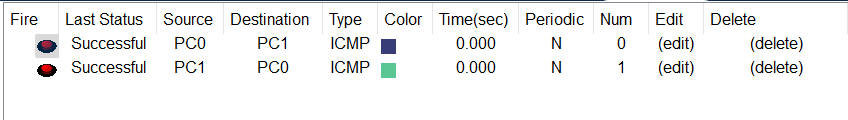 Fire Last Status Source Destination Type Color Time(sec) Periodic Num Edit Delete
Successful PC0 PC1 ICMP 0.000 N 0 (edit) (delete)
Successful PC1 PC0 ICMP 0.000 N 1 (edit) (delete)